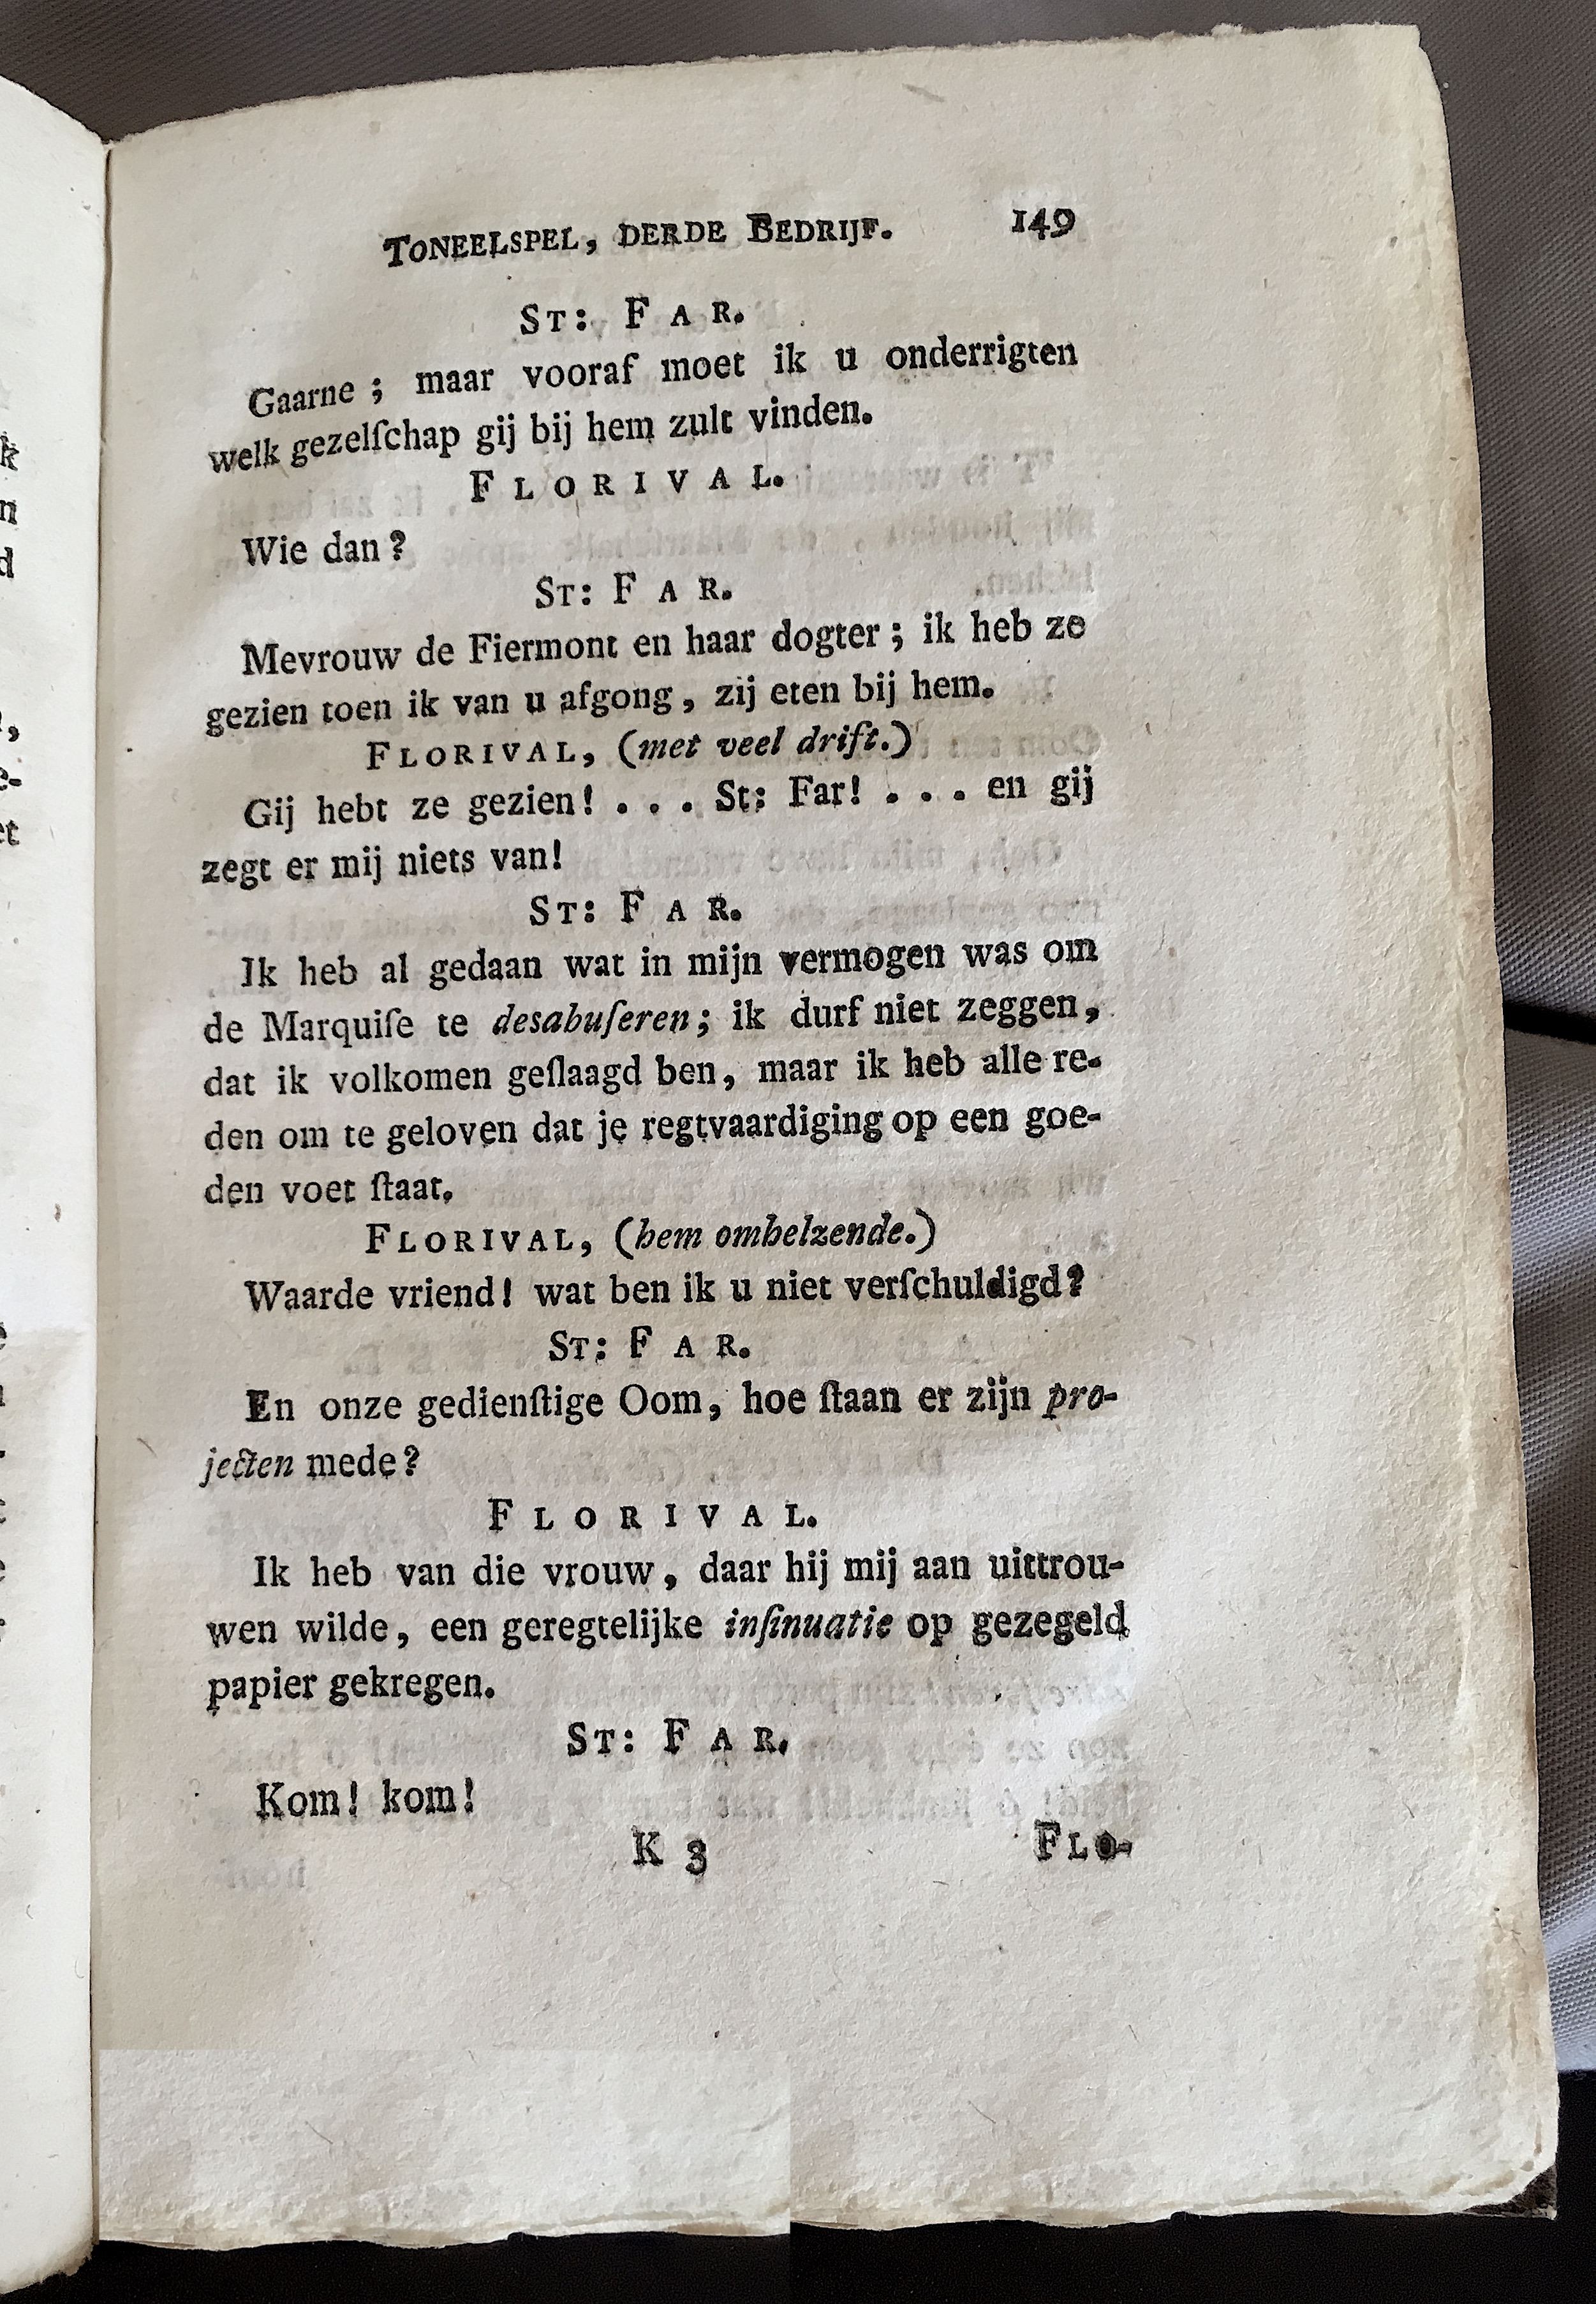 TONEELSPEL, DERDE BEDRIJF. 149
ST: FAR.
Gaarne; maar vooraf moet ik u onderrigten
welk gezelſchap gij bij hem zult vinden.
FLORIVAL.
Wie dan?
ST: FAR.
Mevrouw de Fiermont en haar dogter; ik heb ze
gezien toen ik van u afgong, zij eten bij hem.
FLORIVAL, (met veel drift.)
Gij hebt ze gezien! . . . St: Far! . . . en gij
zegt er mij niets van!
ST: FAR.
Ik heb al gedaan wat in mijn vermogen was om
de Marquiſe te desabuſeren; ik durf niet zeggen,
dat ik volkomen geſlaagd ben, maar ik heb alle re-
den om te geloven dat je regtvaardiging op een goe-
den voet ſtaat.
FLORIVAL, (hem omhelzende.)
Waarde vriend! wat ben ik u niet verſchuldigd?
ST: FAR.
En onze gedienſtige Oom, hoe ſtaan er zijn pro-
jecten mede?
FLORIVAL.
Ik heb van die vrouw, daar hij mij aan uittrou-
wen wilde, een geregtelijke inſinuatie op gezegeld
papier gekregen.
ST: FAR.
Kom! kom!
K 3 FLO-